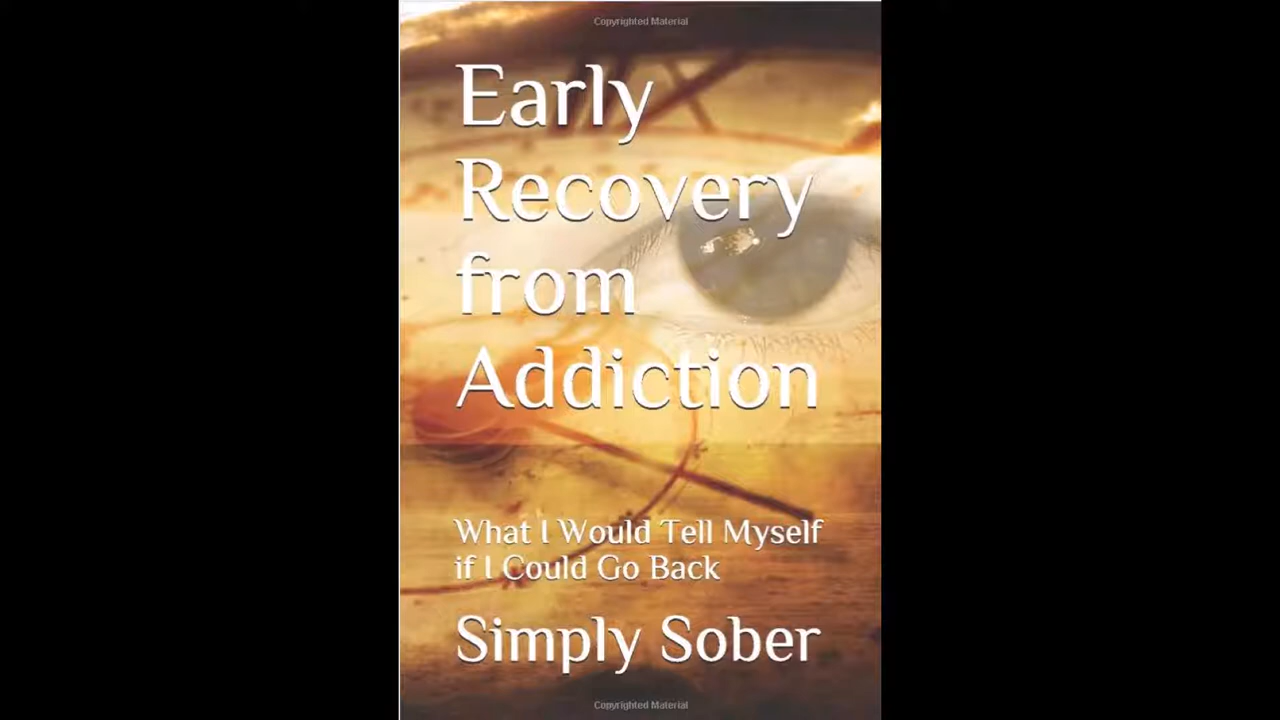 Copyrighted Material
Early
Recovery
from
Addiction
What I Would Tell Myself
if I Could Go Back
Simply Sober
Copyrighted Material